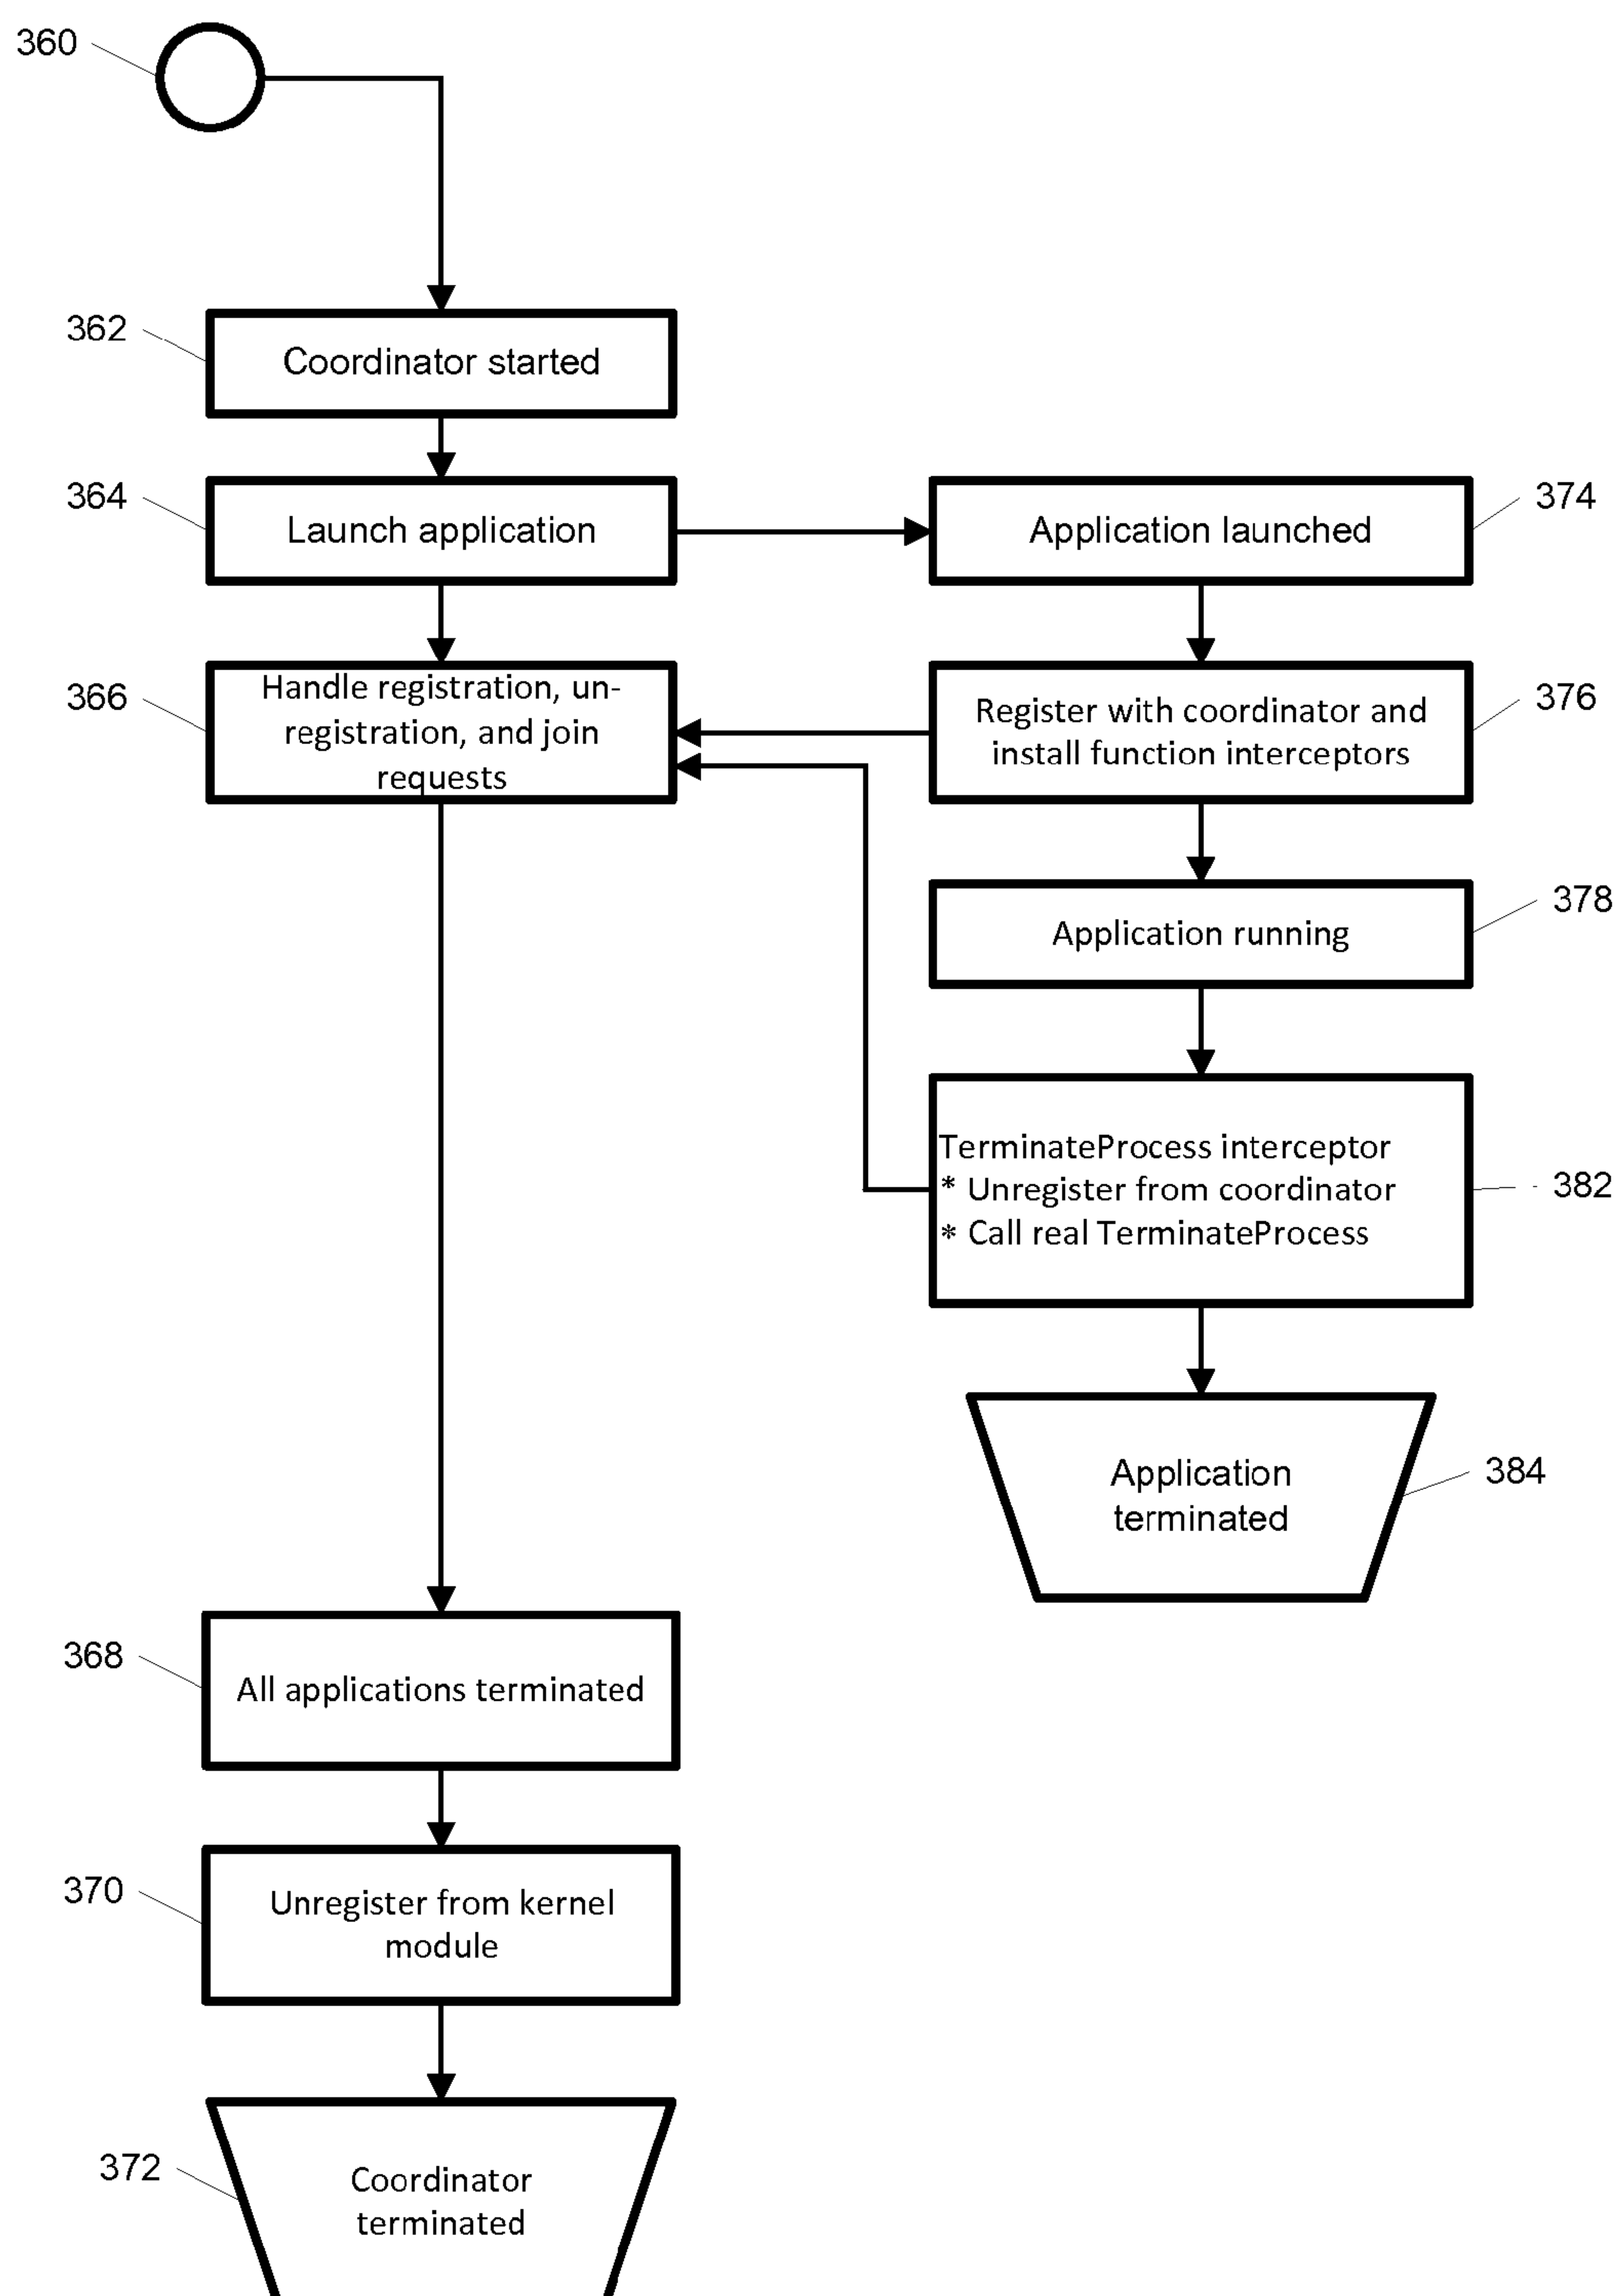 360
362
Coordinator started
364
Launch application
Application launched
374
366
Handle registration, un-
registration, and join
requests
Register with coordinator and
install function interceptors
376
Application running
378
TerminateProcess interceptor
* Unregister from coordinator
* Call real TerminateProcess
382
Application
terminated
384
368
All applications terminated
370
Unregister from kernel
module
372
Coordinator
terminated